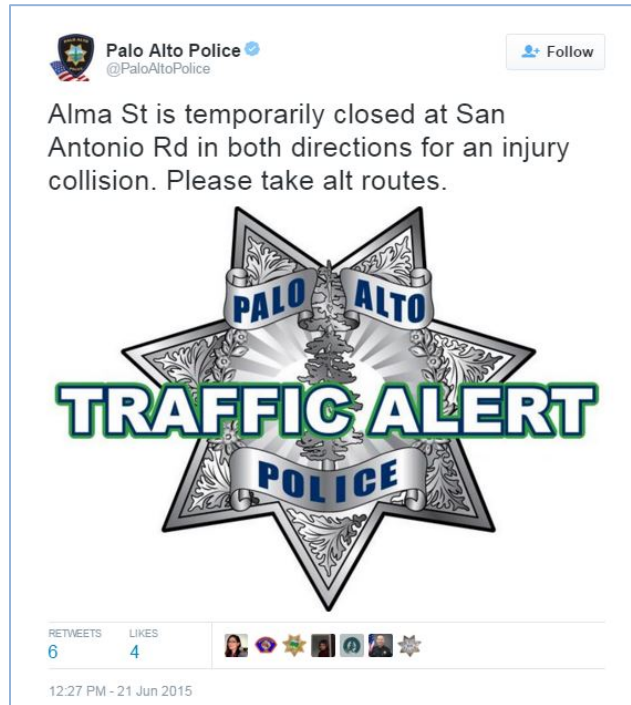 Palo Alto Police
@PaloAltoPolice
Follow
Alma St is temporarily closed at San
Antonio Rd in both directions for an injury
collision. Please take alt routes.
PALO ALTO
TRAFFIC ALERT
POLICE
RETWEETS LIKES
6 4
12:27 PM - 21 Jun 2015